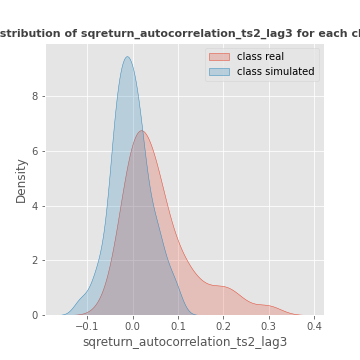 stribution of sqreturn_autocorrelation_ts2_lag3 for each cl
class real
class simulated
Density
8
6
4
2
0
−0.1 0.0 0.1 0.2 0.3 0.4
sqreturn_autocorrelation_ts2_lag3